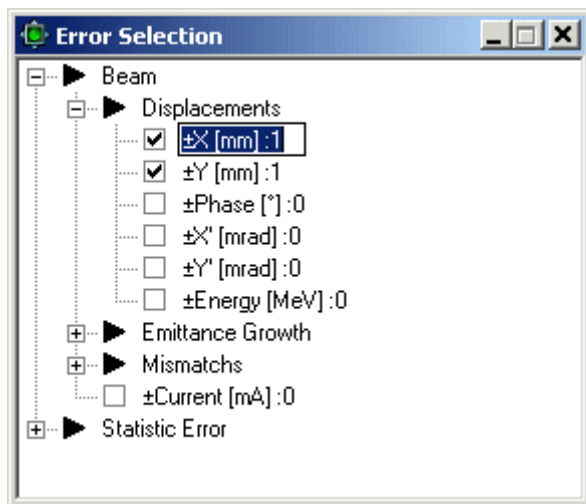 Error Selection
Beam
Displacements
±X [mm] :1
±Y [mm] :1
±Phase [°] :0
±X' [mrad] :0
±Y' [mrad] :0
±Energy [MeV] :0
Emittance Growth
Mismatchs
±Current [mA] :0
Statistic Error